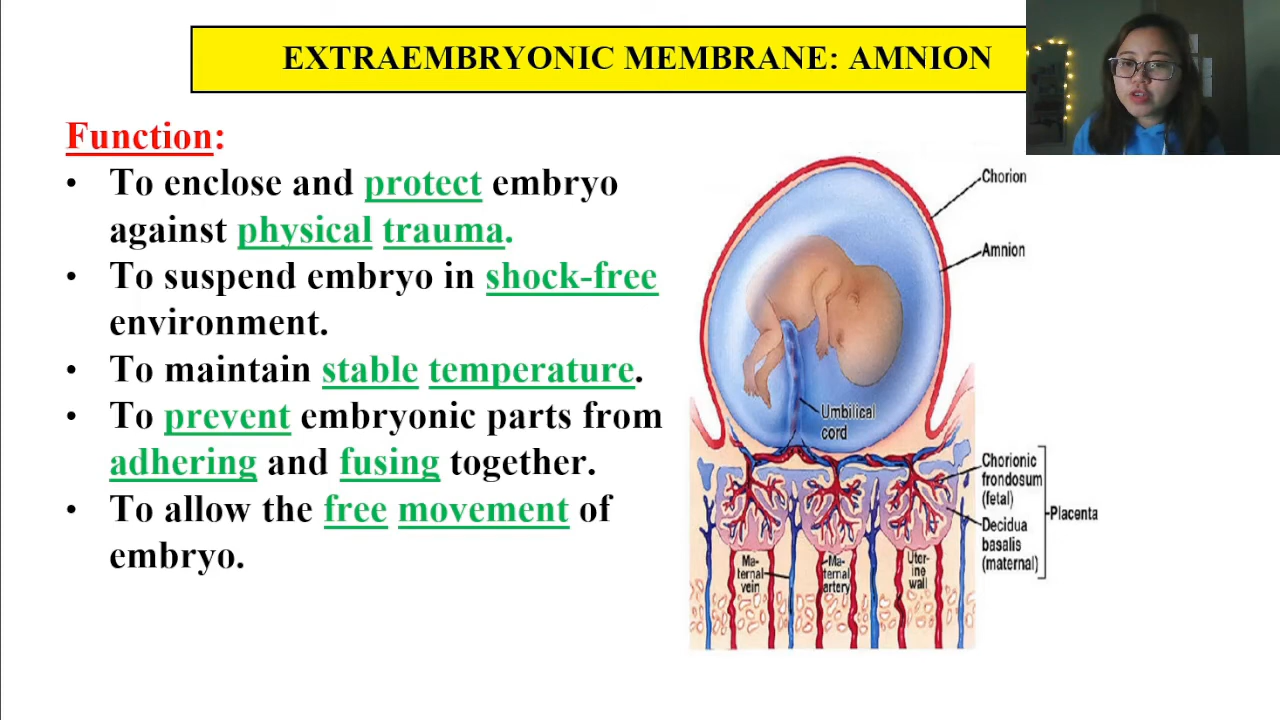 EXTRAEMBRYONIC MEMBRANE: AMNION
Function:
• To enclose and protect embryo
against physical trauma.
• To suspend embryo in shock-free
environment.
• To maintain stable temperature.
• To prevent embryonic parts from
adhering and fusing together.
• To allow the free movement of
embryo.
Chorion
Amnion
Umbilical
cord
Chorionic
frondosum
(fetal)
Placenta
Decidua
basalis
(maternal)
Ma-
ternal
vein
Ma-
ternal
artery
Uter-
ine
wall